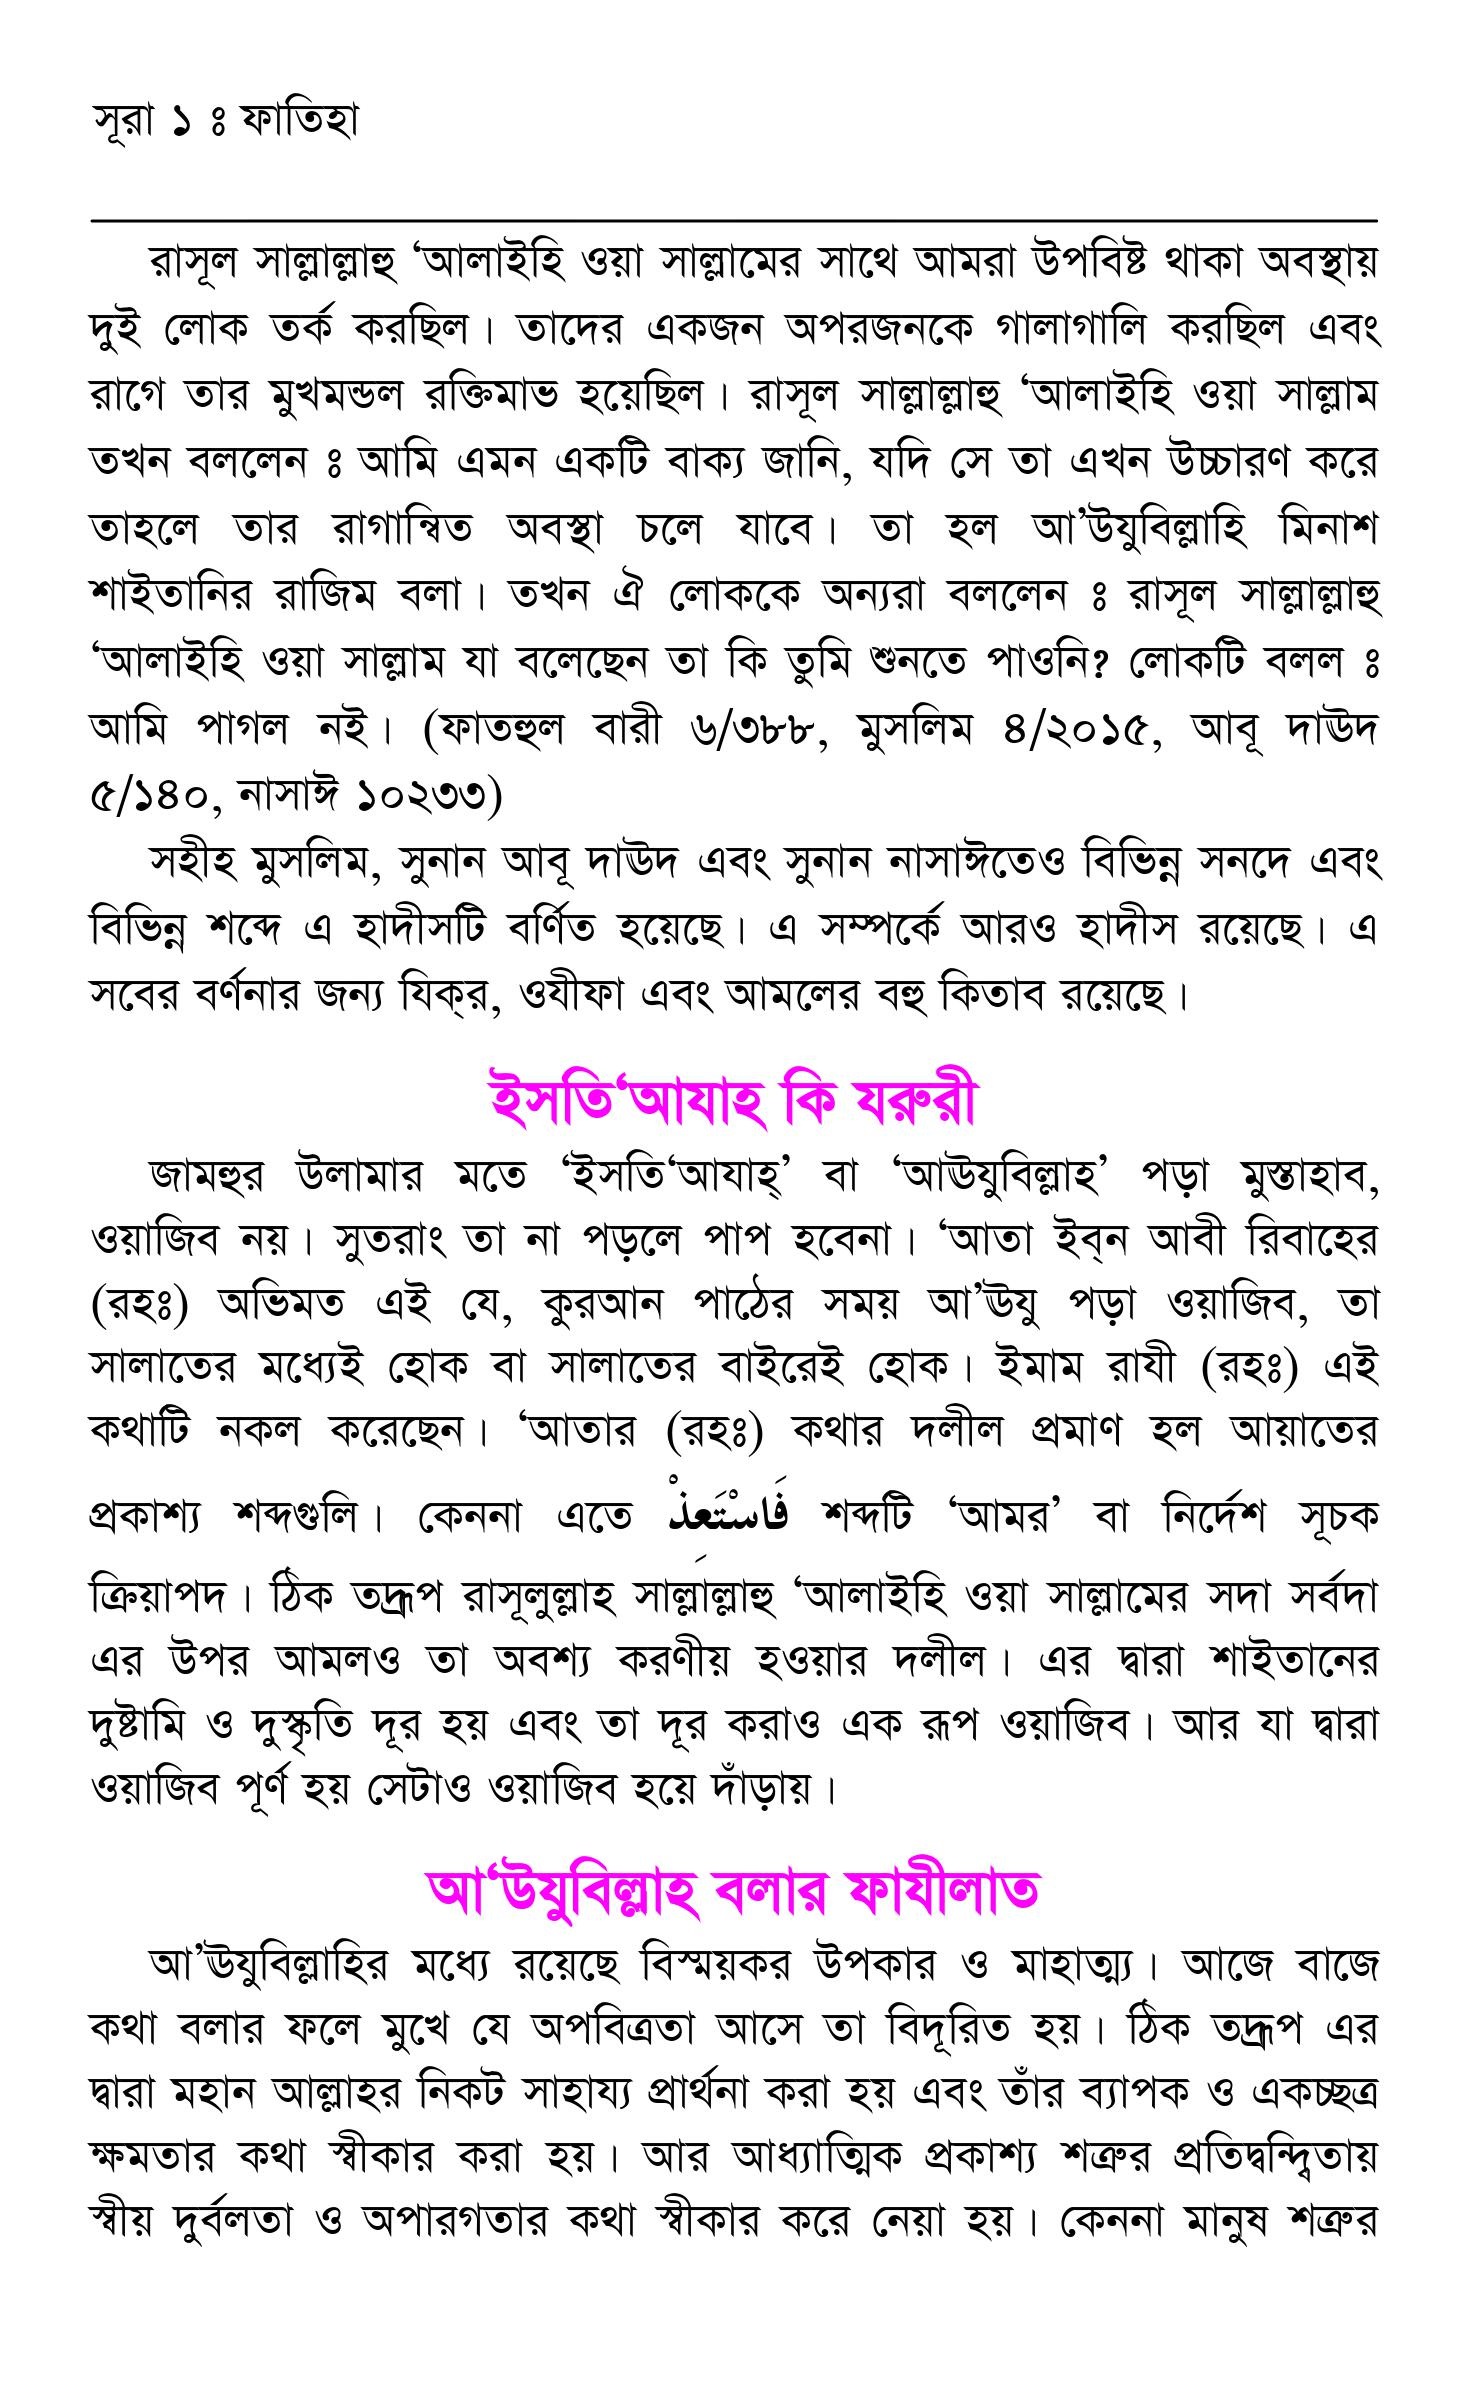 সূরা ১ ঃ ফাতিহা
রাসূল সাল্লাল্লাহু ‘আলাইহি ওয়া সাল্লামের সাথে আমরা উপবিষ্ট থাকা অবস্থায়
দুই লোক তর্ক করছিল। তাদের একজন অপরজনকে গালাগালি করছিল এবং
রাগে তার মুখমন্ডল রক্তিমাভ হয়েছিল। রাসূল সাল্লাল্লাহু ‘আলাইহি ওয়া সাল্লাম
তখন বললেন ঃ আমি এমন একটি বাক্য জানি, যদি সে তা এখন উচ্চারণ করে
তাহলে তার রাগান্বিত অবস্থা চলে যাবে। তা হল আ’উযুবিল্লাহি মিনাশ
শাইতানির রাজিম বলা। তখন ঐ লোককে অন্যরা বললেন ঃ রাসূল সাল্লাল্লাহু
‘আলাইহি ওয়া সাল্লাম যা বলেছেন তা কি তুমি শুনতে পাওনি? লোকটি বলল ঃ
আমি পাগল নই। (ফাতহুল বারী ৬/৩৮৮, মুসলিম ৪/২০১৫, আবূ দাঊদ
৫/১৪০, নাসাঈ ১০২৩৩)
সহীহ মুসলিম, সুনান আবূ দাঊদ এবং সুনান নাসাঈতেও বিভিন্ন সনদে এবং
বিভিন্ন শব্দে এ হাদীসটি বর্ণিত হয়েছে। এ সম্পর্কে আরও হাদীস রয়েছে। এ
সবের বর্ণনার জন্য যিক্‌র, ওযীফা এবং আমলের বহু কিতাব রয়েছে।
ইসতি‘আযাহ কি যরুরী
জামহুর উলামার মতে ‘ইসতি‘আযাহ্’ বা ‘আঊযুবিল্লাহ’ পড়া মুস্তাহাব,
ওয়াজিব নয়। সুতরাং তা না পড়লে পাপ হবেনা। ‘আতা ইব্‌ন আবী রিবাহের
(রহঃ) অভিমত এই যে, কুরআন পাঠের সময় আ’ঊযু পড়া ওয়াজিব, তা
সালাতের মধ্যেই হোক বা সালাতের বাইরেই হোক। ইমাম রাযী (রহঃ) এই
কথাটি নকল করেছেন। ‘আতার (রহঃ) কথার দলীল প্রমাণ হল আয়াতের
প্রকাশ্য শব্দগুলি। কেননা এতে فَاسْتَعِذْ শব্দটি ‘আমর’ বা নির্দেশ সূচক
ক্রিয়াপদ। ঠিক তদ্রূপ রাসূলুল্লাহ সাল্লাল্লাহু ‘আলাইহি ওয়া সাল্লামের সদা সর্বদা
এর উপর আমলও তা অবশ্য করণীয় হওয়ার দলীল। এর দ্বারা শাইতানের
দুষ্টামি ও দুস্কৃতি দূর হয় এবং তা দূর করাও এক রূপ ওয়াজিব। আর যা দ্বারা
ওয়াজিব পূর্ণ হয় সেটাও ওয়াজিব হয়ে দাঁড়ায়।
আ‘উযুবিল্লাহ বলার ফাযীলাত
আ’ঊযুবিল্লাহির মধ্যে রয়েছে বিস্ময়কর উপকার ও মাহাত্ম্য। আজে বাজে
কথা বলার ফলে মুখে যে অপবিত্রতা আসে তা বিদূরিত হয়। ঠিক তদ্রূপ এর
দ্বারা মহান আল্লাহর নিকট সাহায্য প্রার্থনা করা হয় এবং তাঁর ব্যাপক ও একচ্ছত্র
ক্ষমতার কথা স্বীকার করা হয়। আর আধ্যাত্মিক প্রকাশ্য শত্রুর প্রতিদ্বন্দ্বিতায়
স্বীয় দুর্বলতা ও অপারগতার কথা স্বীকার করে নেয়া হয়। কেননা মানুষ শত্রুর